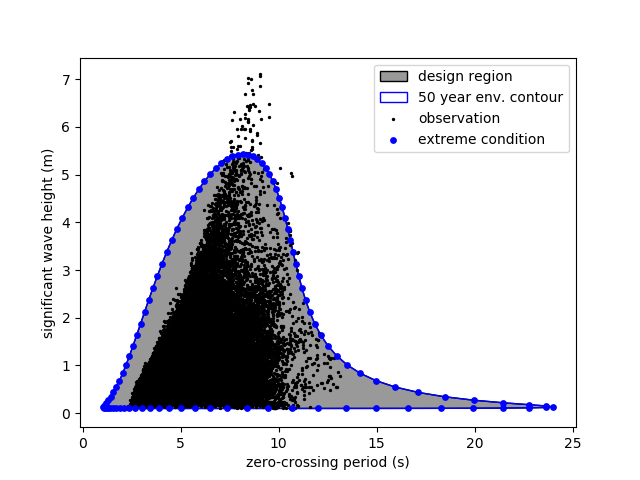 design region
50 year env. contour
observation
extreme condition
7
6
5
4
3
2
1
0
significant wave height (m)
0
5
10
15
20
25
zero-crossing period (s)